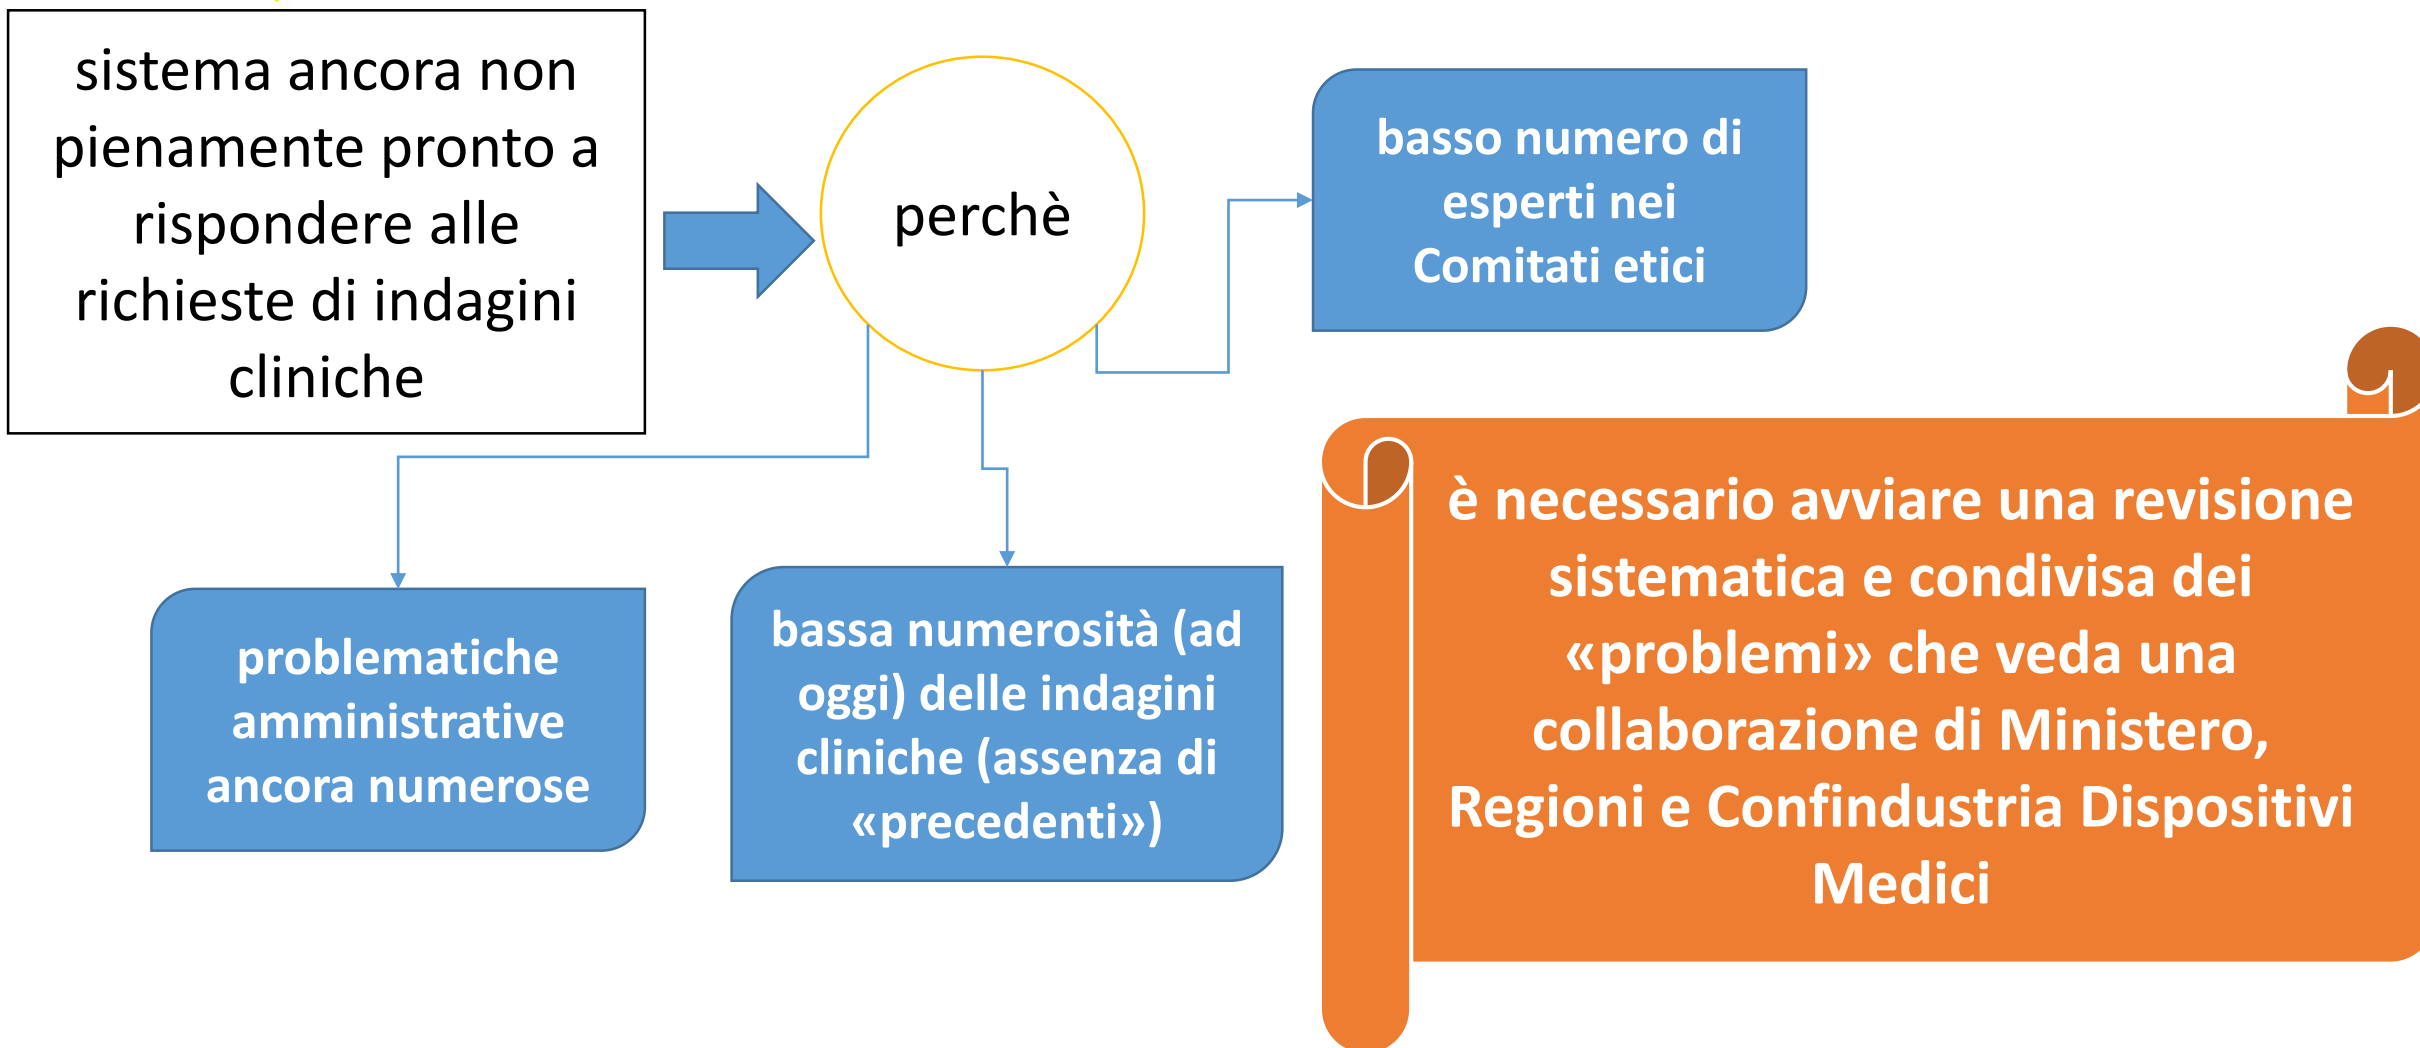 sistema ancora non
pienamente pronto a
rispondere alle
richieste di indagini
cliniche
perchè
basso numero di
esperti nei
Comitati etici
problematiche
amministrative
ancora numerose
bassa numerosità (ad
oggi) delle indagini
cliniche (assenza di
«precedenti»)
è necessario avviare una revisione
sistematica e condivisa dei
«problemi» che veda una
collaborazione di Ministero,
Regioni e Confindustria Dispositivi
Medici